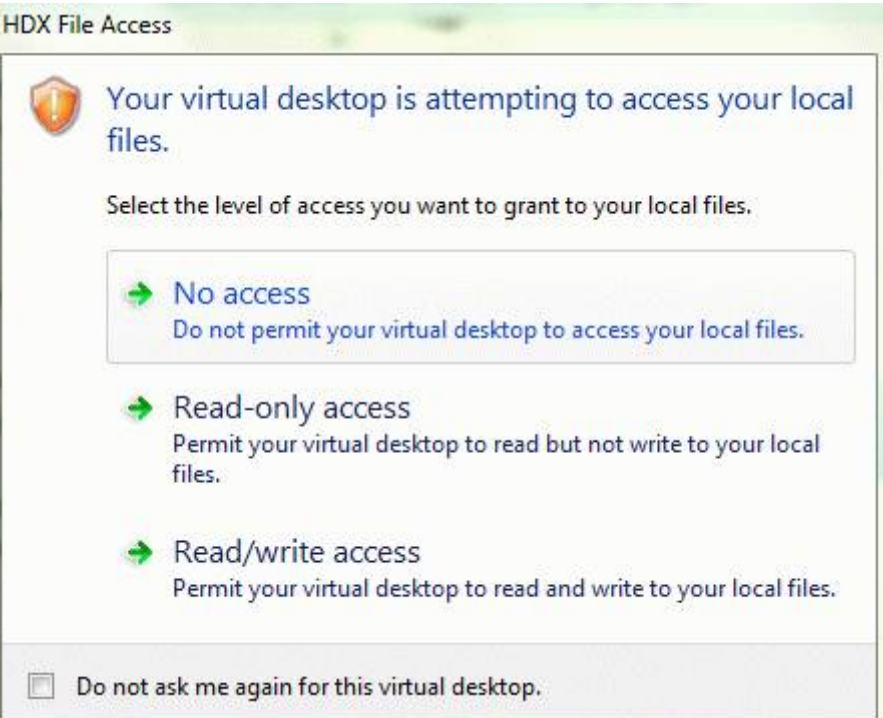 HDX File Access
Your virtual desktop is attempting to access your local
files.
Select the level of access you want to grant to your local files.
No access
Do not permit your virtual desktop to access your local files.
Read-only access
Permit your virtual desktop to read but not write to your local
files.
Read/write access
Permit your virtual desktop to read and write to your local files.
Do not ask me again for this virtual desktop.